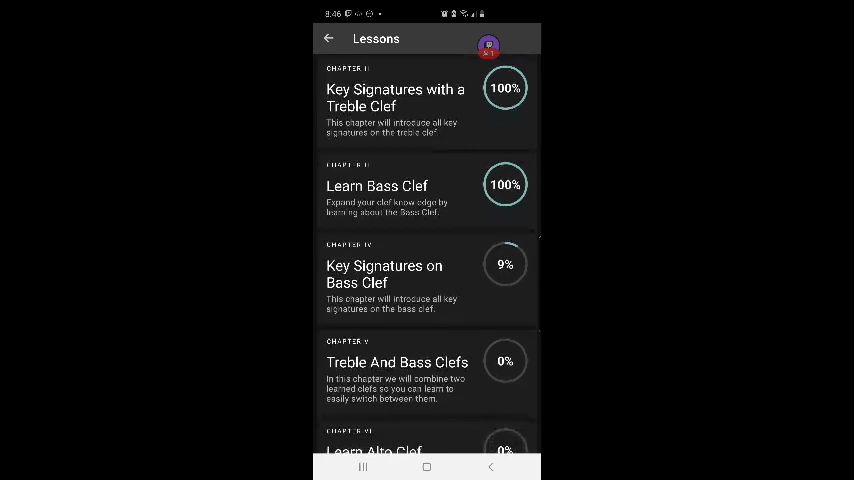 8:46
Lessons
1
CHAPTER II
Key Signatures with a
Treble Clef
This chapter will introduce all key
signatures on the treble clef.
100%
CHAPTER II
Learn Bass Clef
Expand your clef knowledge by
learning about the Bass Clef.
100%
CHAPTER IV
Key Signatures on
Bass Clef
This chapter will introduce all key
signatures on the bass clef.
9%
CHAPTER V
Treble And Bass Clefs
In this chapter we will combine two
learned clefs so you can learn to
easily switch between them.
0%
CHAPTER VI
Learn Alto Clef
0%